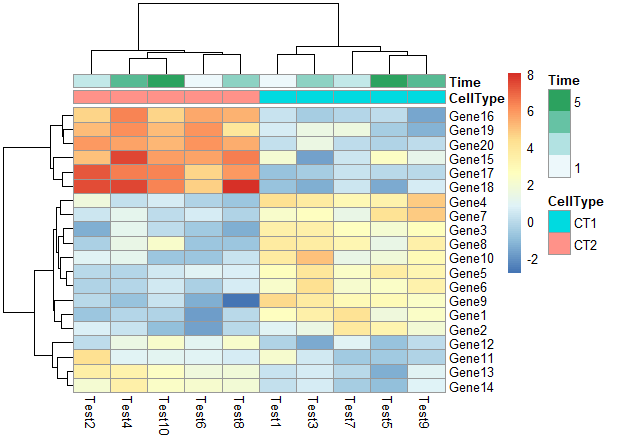 Time
CellType
Gene16
Gene19
Gene20
Gene15
Gene17
Gene18
Gene4
Gene7
Gene3
Gene8
Gene10
Gene5
Gene6
Gene9
Gene1
Gene2
Gene12
Gene11
Gene13
Gene14
Test2
Test4
Test10
Test6
Test8
Test1
Test3
Test7
Test5
Test9
8
6
4
2
0
-2
Time
5
1
CellType
CT1
CT2